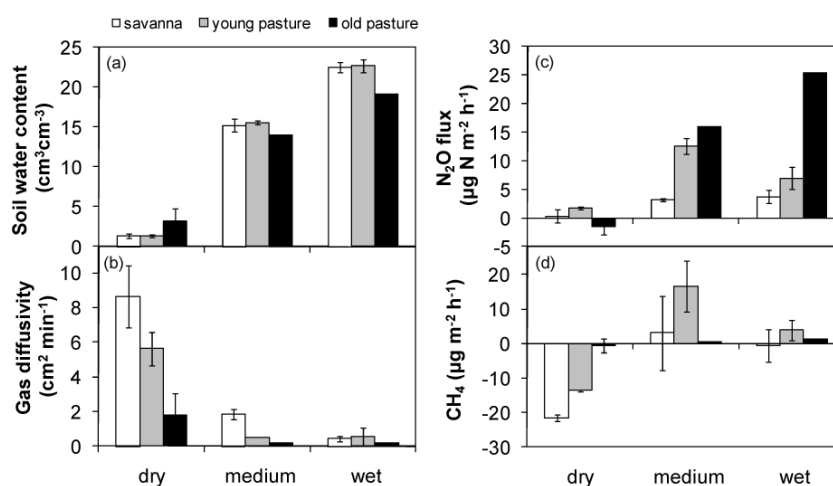 savanna young pasture old pasture
(a)
Soil water content
(cm³cm⁻³)
25
20
15
10
5
0
(b)
Gas diffusivity
(cm² min⁻¹)
10
8
6
4
2
0
dry medium wet
(c)
N₂O flux
(µg N m⁻² h⁻¹)
30
25
20
15
10
5
0
-5
(d)
CH₄ (µg m⁻² h⁻¹)
20
10
0
-10
-20
-30
dry medium wet